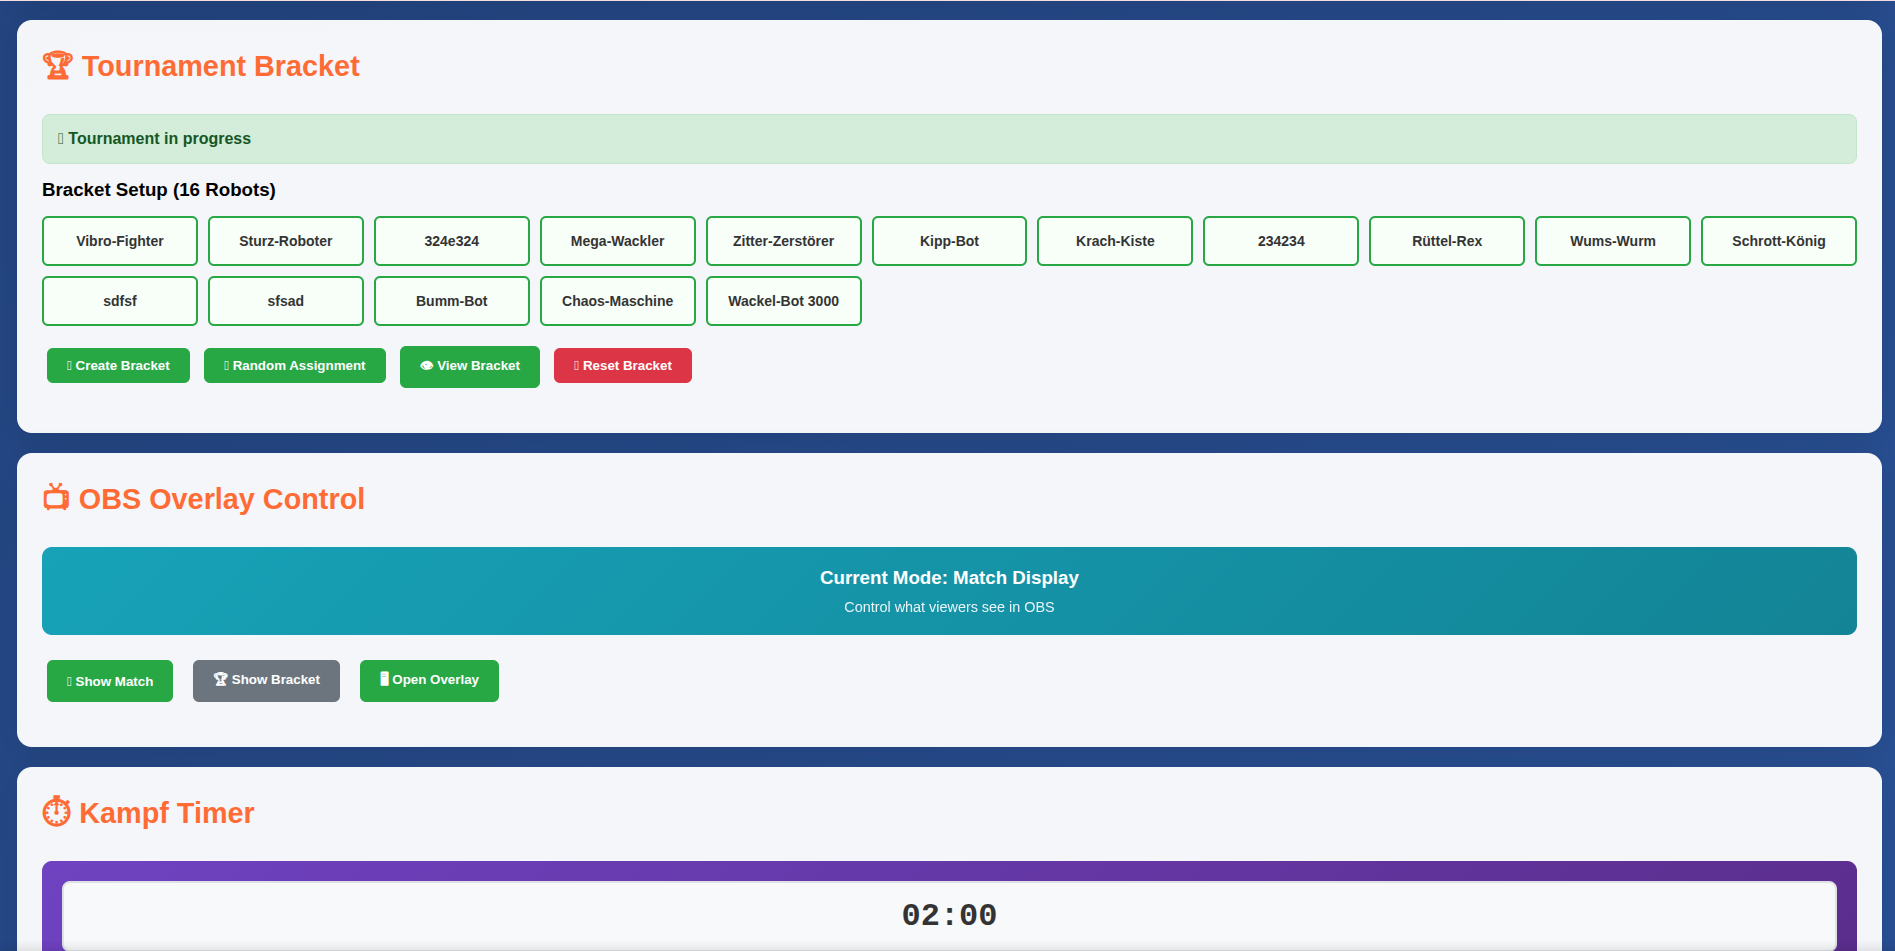 🏆 Tournament Bracket
Tournament in progress
Bracket Setup (16 Robots)
Vibro-Fighter Sturz-Roboter 324e324 Mega-Wackler Zitter-Zerstörer Kipp-Bot Krach-Kiste 234234 Rüttel-Rex Wums-Wurm Schrott-König
sdfsf sfsad Bumm-Bot Chaos-Maschine Wackel-Bot 3000
Create Bracket Random Assignment 👁 View Bracket Reset Bracket
📺 OBS Overlay Control
Current Mode: Match Display
Control what viewers see in OBS
Show Match 🏆 Show Bracket 🖥 Open Overlay
⏱ Kampf Timer
02:00